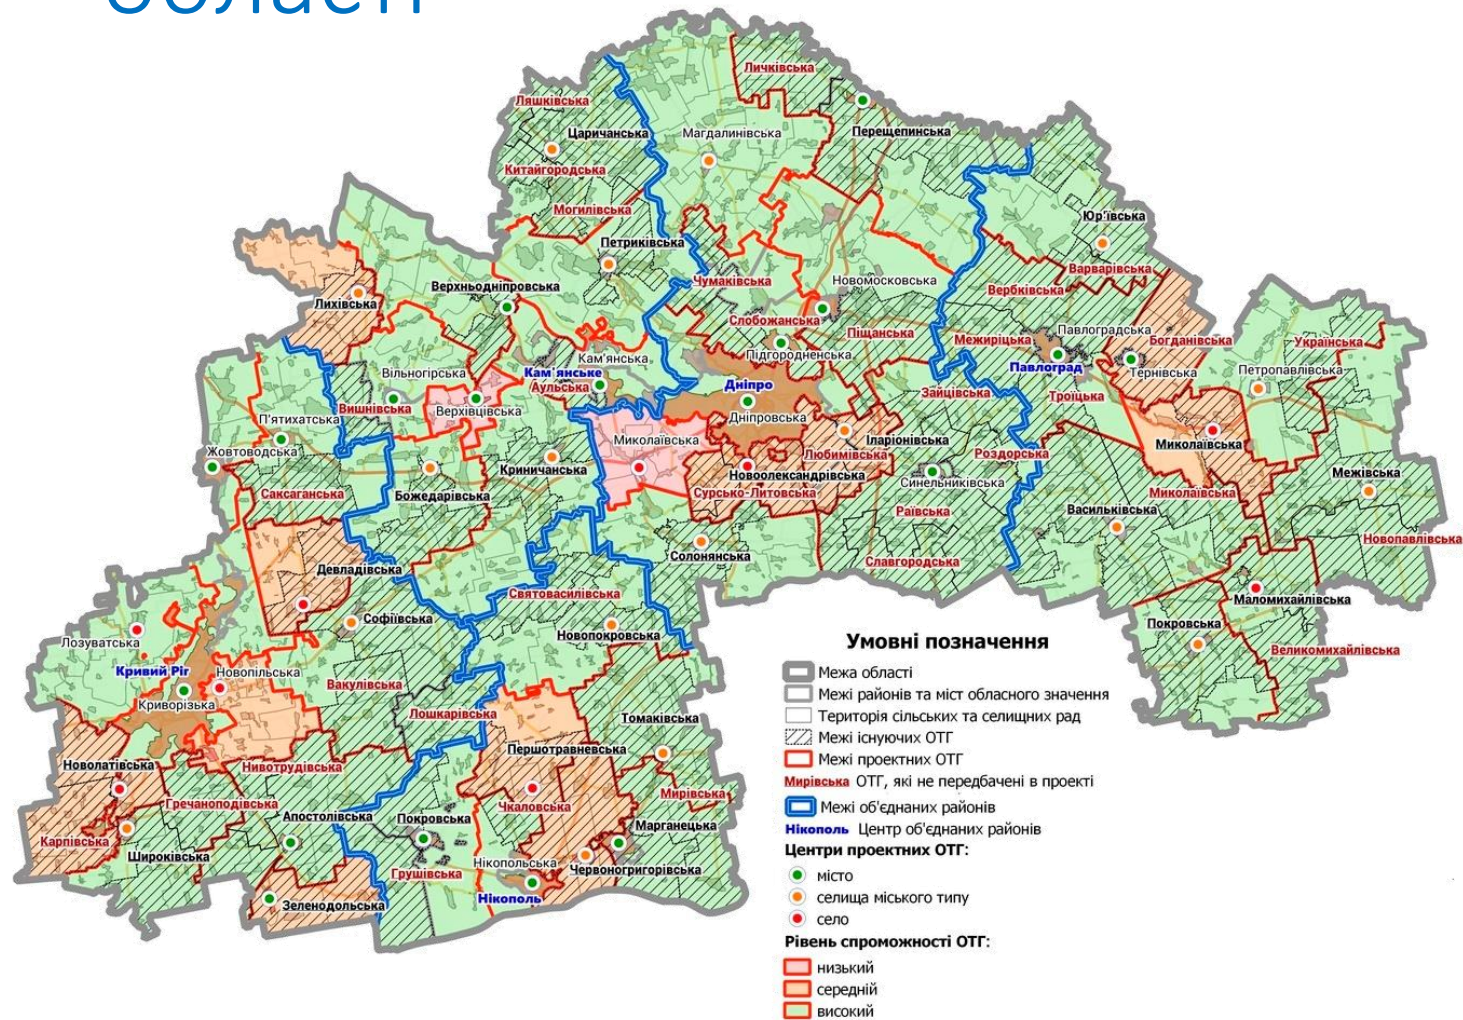 області
Личківська
Ляшківська
Царичанська
Магдалинівська
Перещепинська
Китайгородська
Могилівська
Юр'ївська
Петриківська
Варварівська
Чумаківська
Новомосковська
Вербківська
Верхньодніпровська
Лихівська
Слобожанська
Піщанська
Межиріцька
Павлоградська
Богданівська
Українська
Підгородненська
Кам'янська
Вільногірська
Кам'янське
Аульська
Павлоград
Тернівська
Петропавлівська
Дніпро
Зайцівська
Троїцька
Вишнівська
Верхівцівська
Дніпровська
П'ятихатська
Миколаївська
Іларіонівська
Миколаївська
Жовтоводська
Любимівська
Роздорська
Криничанська
Новоолександрівська
Синельниківська
Межівська
Саксаганська
Божедарівська
Сурсько-Литовська
Миколаївська
Раївська
Васильківська
Новопавлівська
Солонянська
Славгородська
Девладівська
Святовасилівська
Маломихайлівська
Софіївська
Покровська
Лозуватська
Новопокровська
Великомихайлівська
Кривий Ріг
Новопільська
Вакулівська
Криворізька
Лошкарівська
Томаківська
Першотравневська
Новолатівська
Нивотрудівська
Чкаловська
Мирівська
Гречаноподівська
Апостолівська
Покровська
Марганецька
Карпівська
Широківська
Нікопольська
Червоногригорівська
Грушівська
Зеленодольська
Нікополь
Умовні позначення
Межа області
Межі районів та міст обласного значення
Територія сільських та селищних рад
Межі існуючих ОТГ
Межі проектних ОТГ
Мирівська ОТГ, які не передбачені в проекті
Межі об'єднаних районів
Нікополь Центр об'єднаних районів
Центри проектних ОТГ:
місто
селища міського типу
село
Рівень спроможності ОТГ:
низький
середній
високий